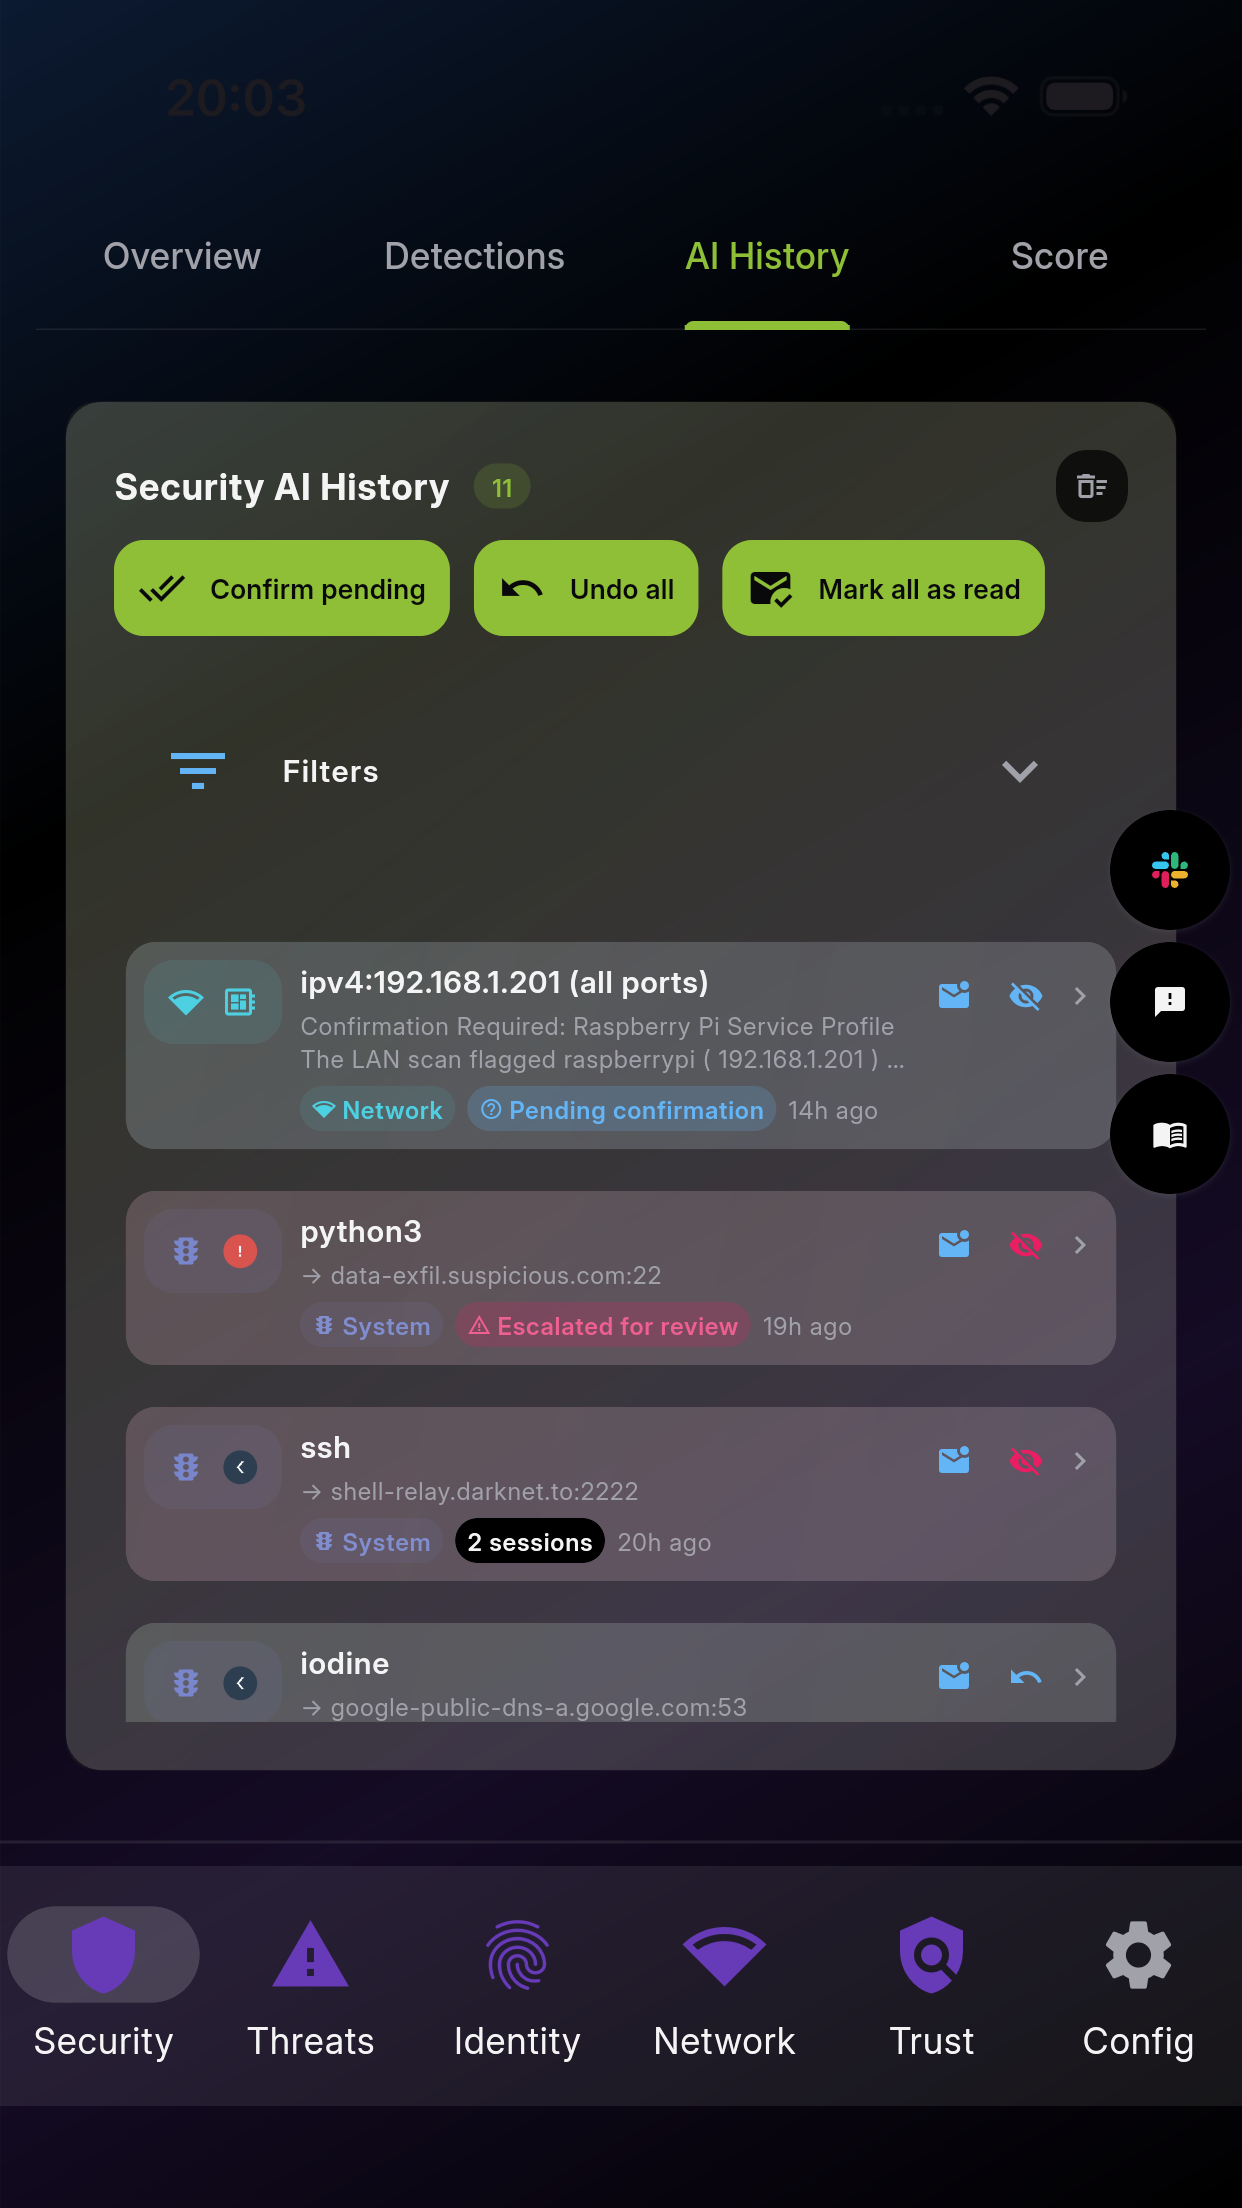 20:03
Overview
Detections
AI History
Score
Security AI History
11
Confirm pending
Undo all
Mark all as read
Filters
ipv4:192.168.1.201 (all ports)
Confirmation Required: Raspberry Pi Service Profile
The LAN scan flagged raspberrypi ( 192.168.1.201 ) ...
Network
Pending confirmation
14h ago
python3
→ data-exfil.suspicious.com:22
System
Escalated for review
19h ago
ssh
→ shell-relay.darknet.to:2222
System
2 sessions
20h ago
iodine
→ google-public-dns-a.google.com:53
Security
Threats
Identity
Network
Trust
Config